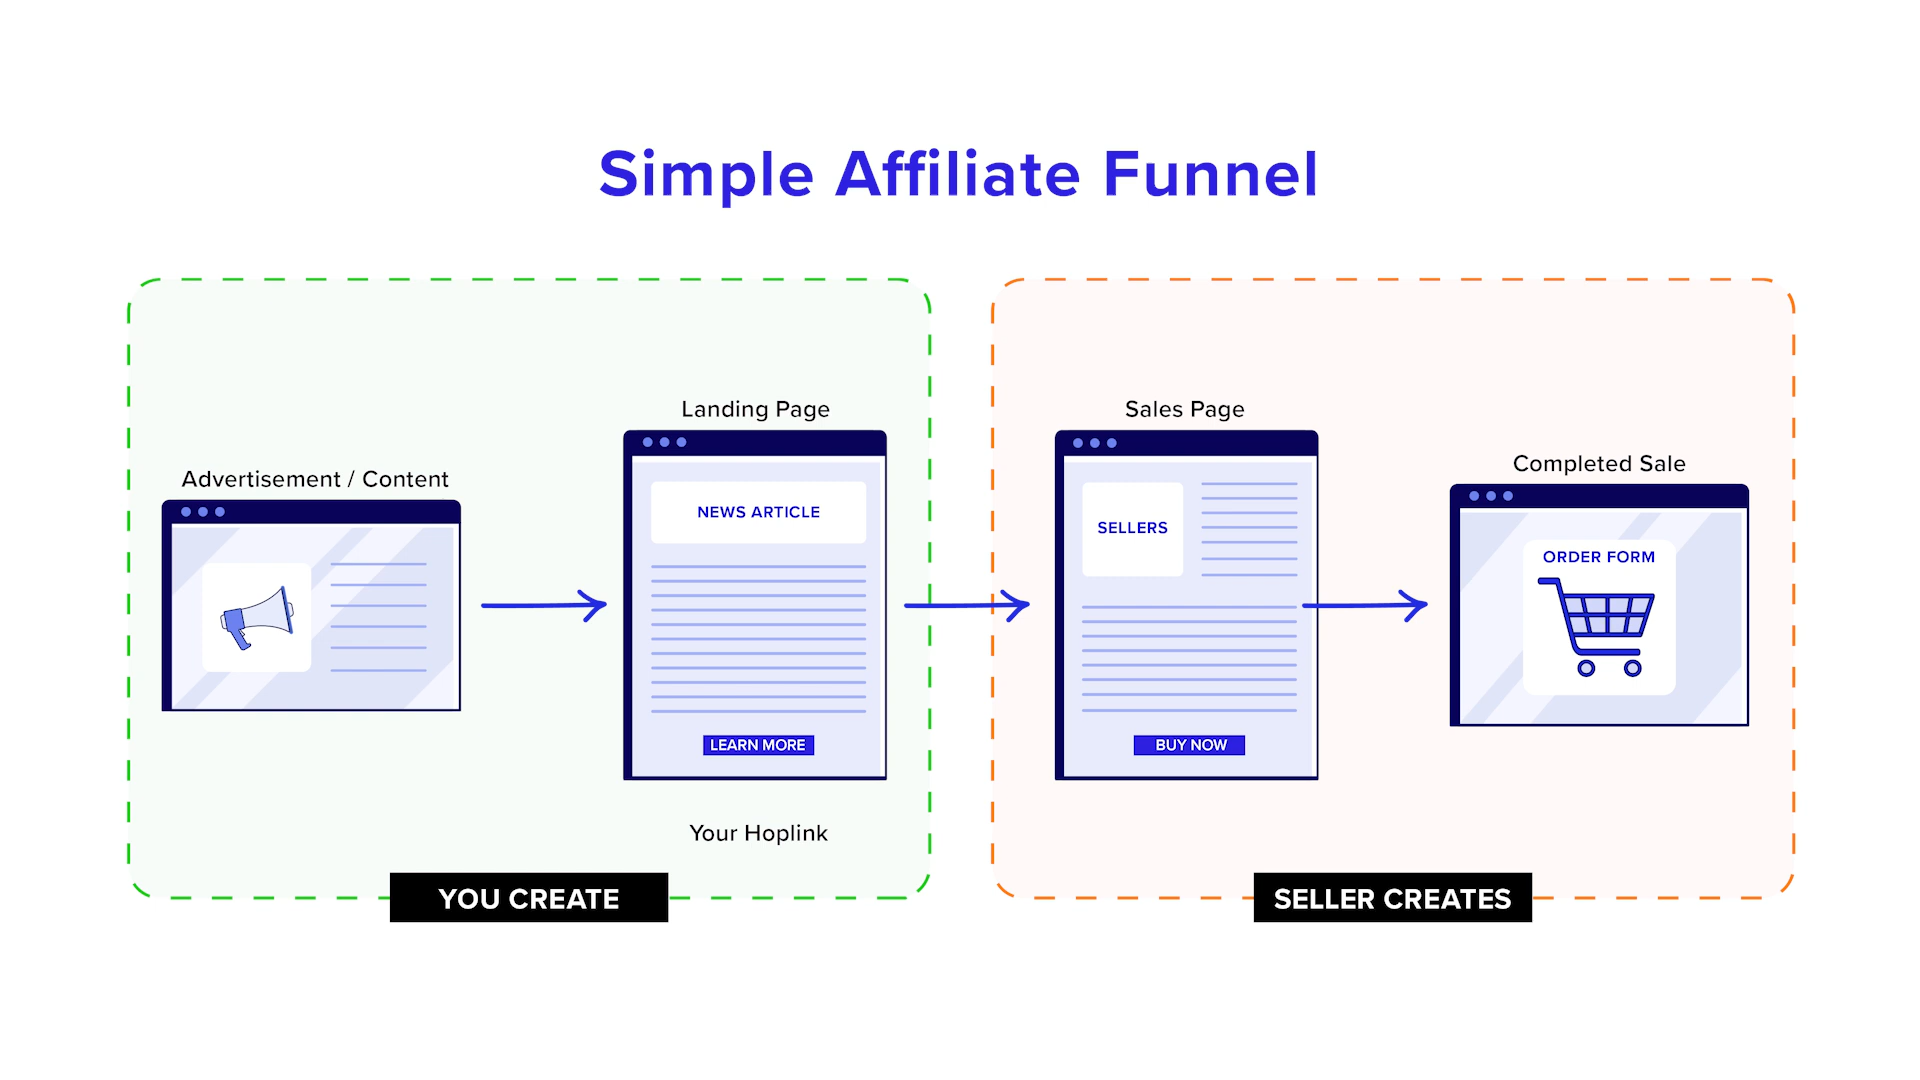 Simple Affiliate Funnel
Advertisement / Content
Landing Page
NEWS ARTICLE
LEARN MORE
Your Hoplink
YOU CREATE
Sales Page
SELLERS
BUY NOW
Completed Sale
ORDER FORM
SELLER CREATES